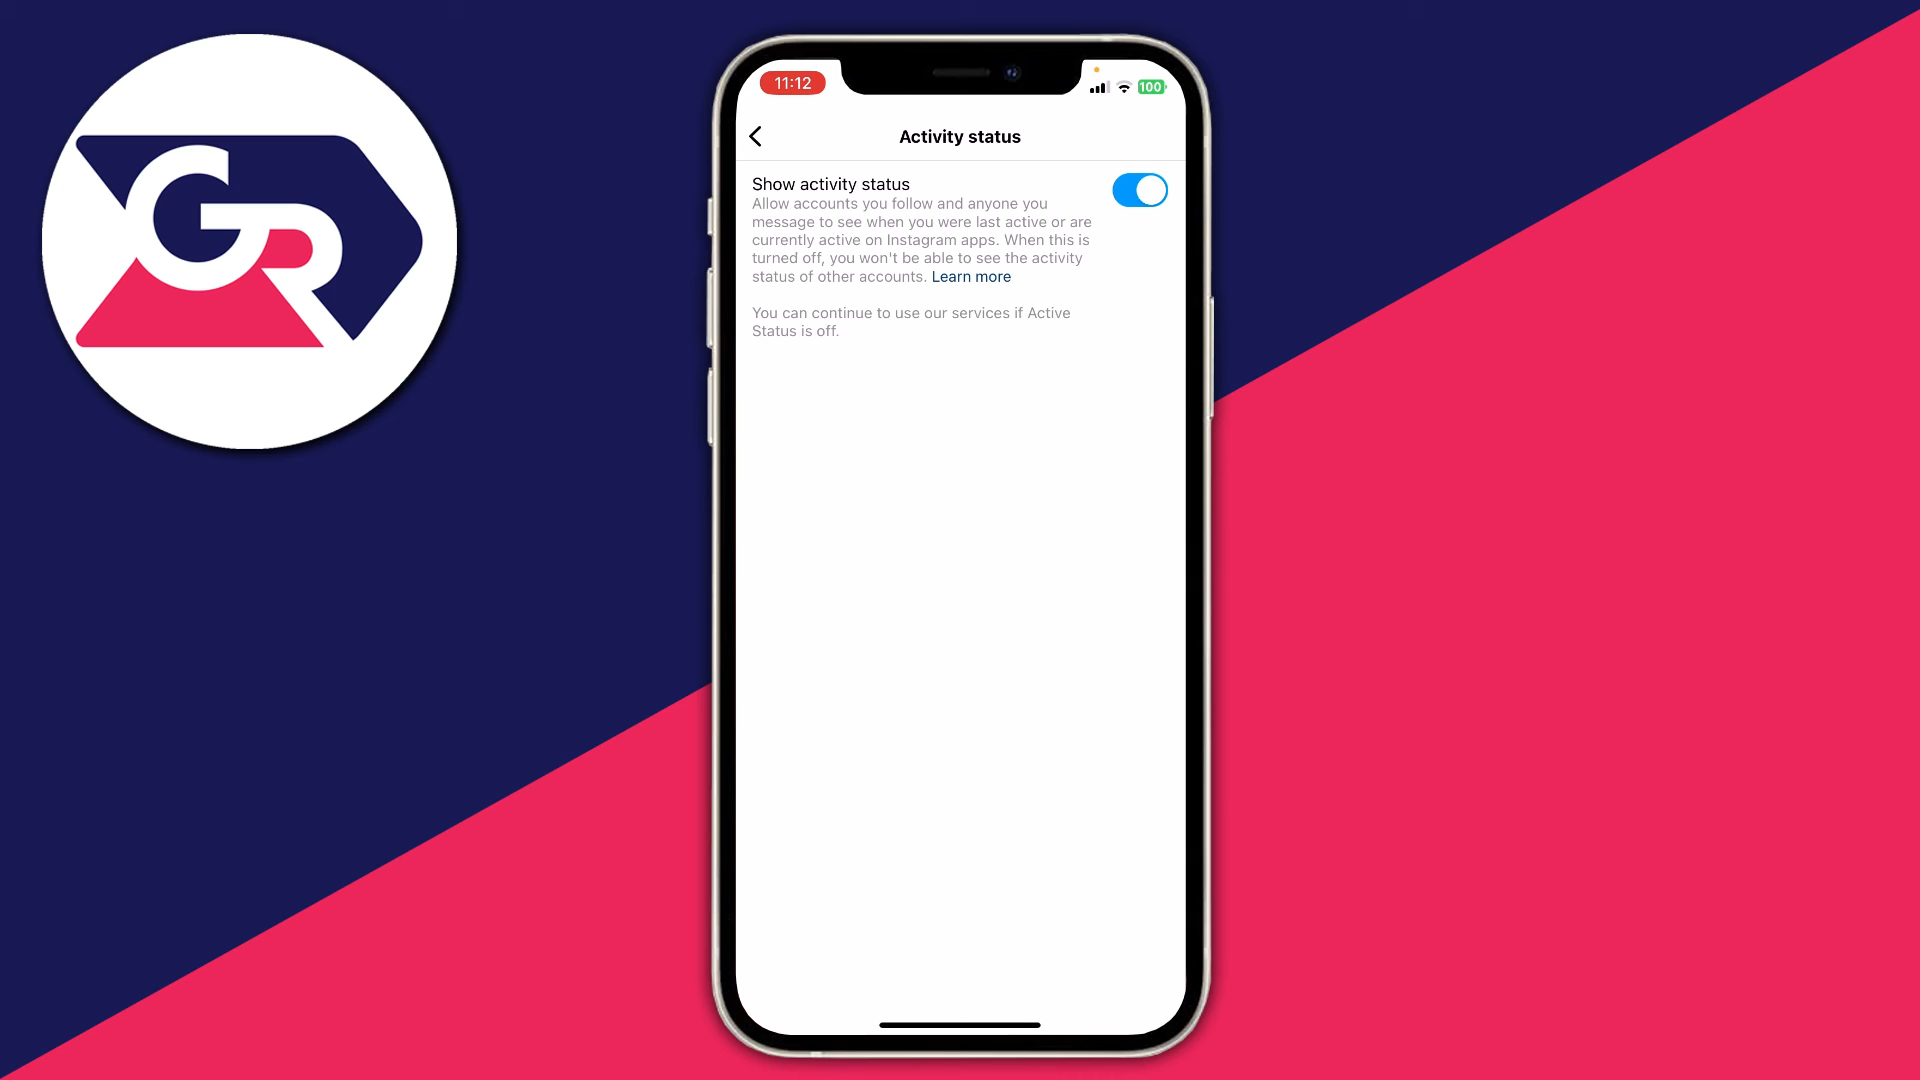 GR
11:12
100
Activity status
Show activity status
Allow accounts you follow and anyone you
message to see when you were last active or are
currently active on Instagram apps. When this is
turned off, you won't be able to see the activity
status of other accounts. Learn more
You can continue to use our services if Active
Status is off.